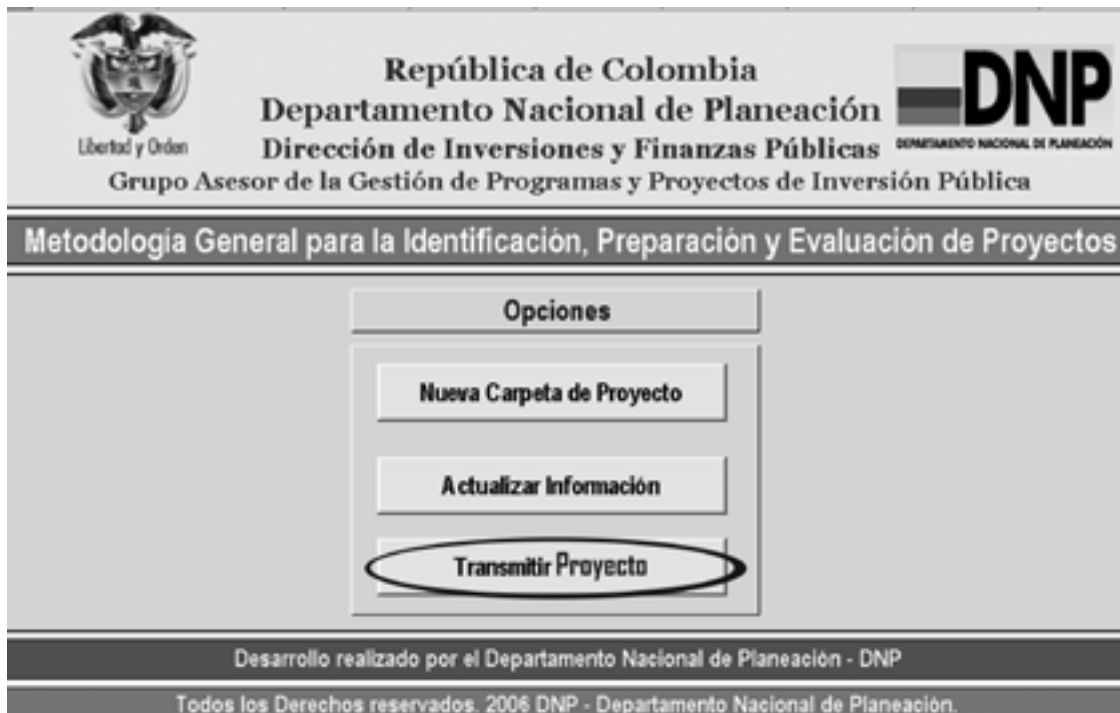 República de Colombia
Departamento Nacional de Planeación
Dirección de Inversiones y Finanzas Públicas
Grupo Asesor de la Gestión de Programas y Proyectos de Inversión Pública
Libertad y Orden
DNP
DEPARTAMENTO NACIONAL DE PLANEACIÓN
Metodología General para la Identificación, Preparación y Evaluación de Proyectos
Opciones
Nueva Carpeta de Proyecto
Actualizar Información
Transmitir Proyecto
Desarrollo realizado por el Departamento Nacional de Planeación - DNP
Todos los Derechos reservados. 2006 DNP - Departamento Nacional de Planeación.